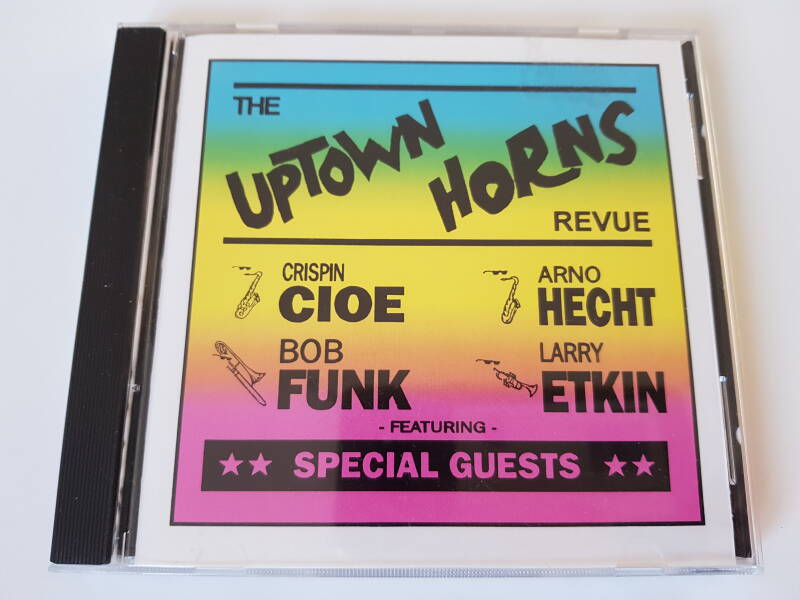 THE
UPTOWN HORNS
REVUE
CRISPIN
CIOE
ARNO
HECHT
BOB
FUNK
LARRY
ETKIN
- FEATURING -
★★ SPECIAL GUESTS ★★